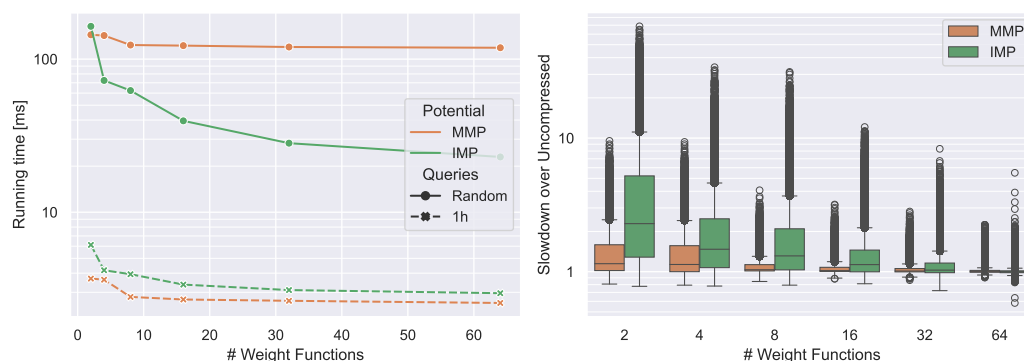 100
10
Running time [ms]
0 10 20 30 40 50 60
# Weight Functions
Potential
MMP
IMP
Queries
Random
1h
10
1
Slowdown over Uncompressed
2 4 8 16 32 64
# Weight Functions
MMP
IMP